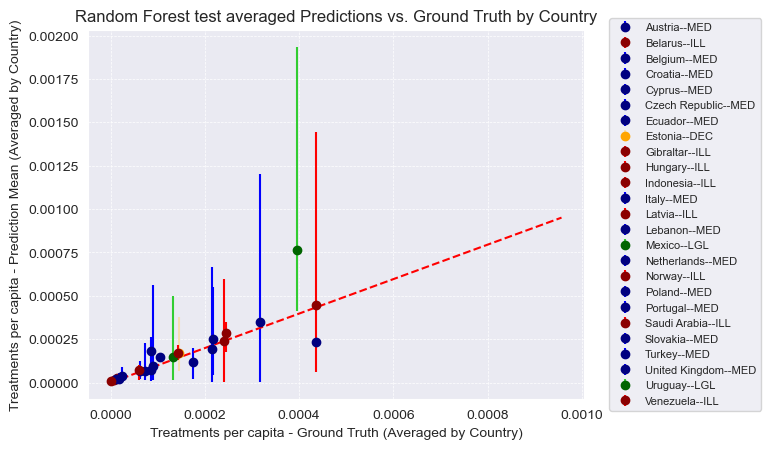 Random Forest test averaged Predictions vs. Ground Truth by Country
Treatments per capita - Prediction Mean (Averaged by Country)
0.00200
0.00175
0.00150
0.00125
0.00100
0.00075
0.00050
0.00025
0.00000
0.0000
0.0002
0.0004
0.0006
0.0008
0.0010
Treatments per capita - Ground Truth (Averaged by Country)
Austria--MED
Belarus--ILL
Belgium--MED
Croatia--MED
Cyprus--MED
Czech Republic--MED
Ecuador--MED
Estonia--DEC
Gibraltar--ILL
Hungary--ILL
Indonesia--ILL
Italy--MED
Latvia--ILL
Lebanon--MED
Mexico--LGL
Netherlands--MED
Norway--ILL
Poland--MED
Portugal--MED
Saudi Arabia--ILL
Slovakia--MED
Turkey--MED
United Kingdom--MED
Uruguay--LGL
Venezuela--ILL